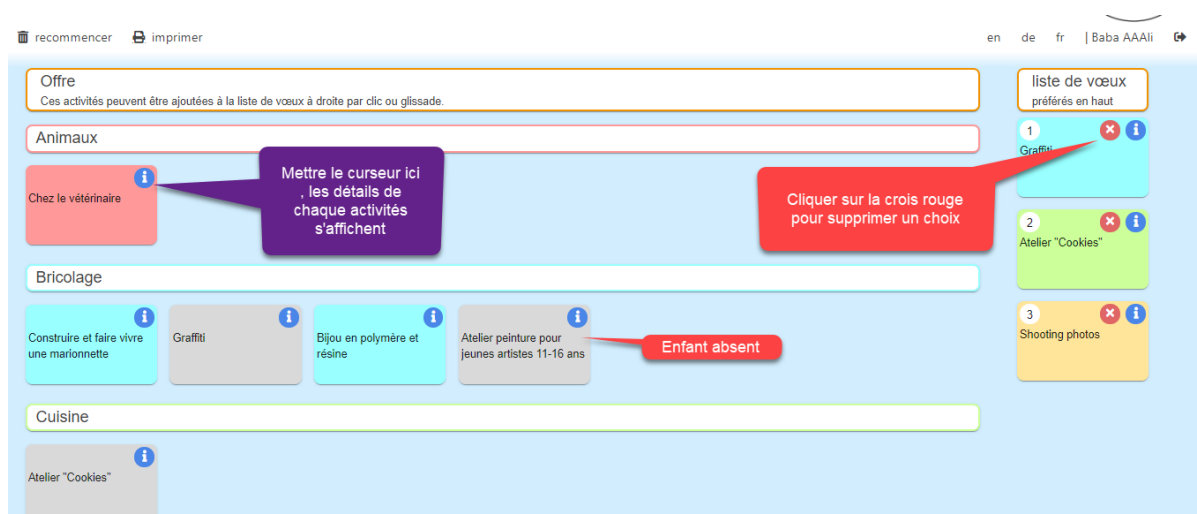 recommencer imprimer en de fr | Baba AAAli
Offre
Ces activités peuvent être ajoutées à la liste de vœux à droite par clic ou glissade.
liste de vœux
préférés en haut
Animaux
Chez le vétérinaire
Mettre le curseur ici
, les détails de
chaque activités
s'affichent
Cliquer sur la crois rouge
pour supprimer un choix
1
Graffiti
2
Atelier "Cookies"
3
Shooting photos
Bricolage
Construire et faire vivre
une marionnette
Graffiti
Bijou en polymère et
résine
Atelier peinture pour
jeunes artistes 11-16 ans
Enfant absent
Cuisine
Atelier "Cookies"